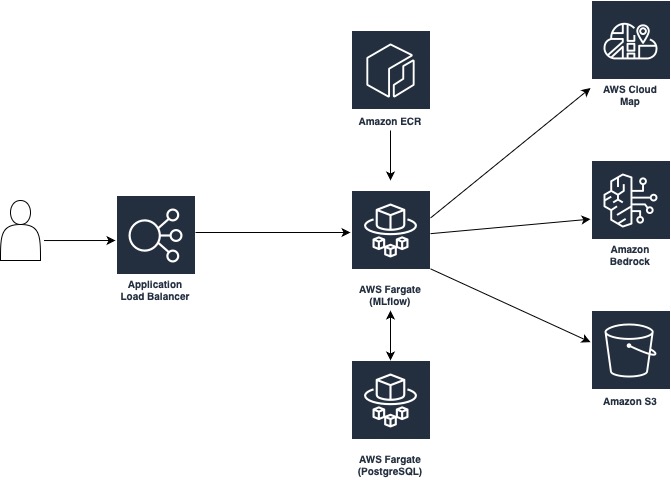 Amazon ECR
AWS Cloud
Map
Application
Load Balancer
AWS Fargate
(MLflow)
Amazon
Bedrock
Amazon S3
AWS Fargate
(PostgreSQL)